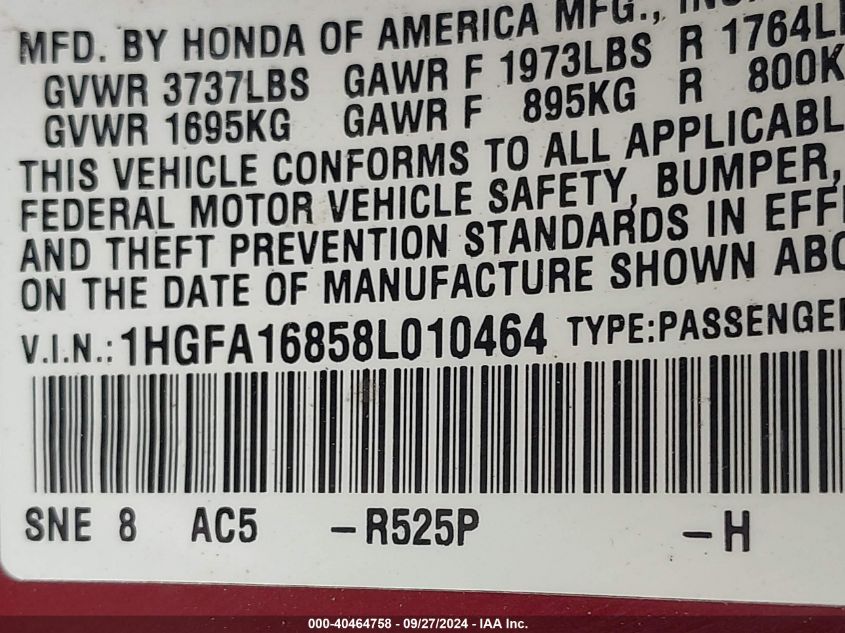 MFD. BY HONDA OF AMERICA MFG., INC.
GVWR 3737LBS GAWR F 1973LBS R 1764L
GVWR 1695KG GAWR F 895KG R 800K
THIS VEHICLE CONFORMS TO ALL APPLICABL
FEDERAL MOTOR VEHICLE SAFETY, BUMPER,
AND THEFT PREVENTION STANDARDS IN EFF
ON THE DATE OF MANUFACTURE SHOWN ABO
V.I.N.: 1HGFA16858L010464 TYPE:PASSENGE
SNE 8 AC5 –R525P –H
000-40464758 | 09/27/2024 - IAA Inc.